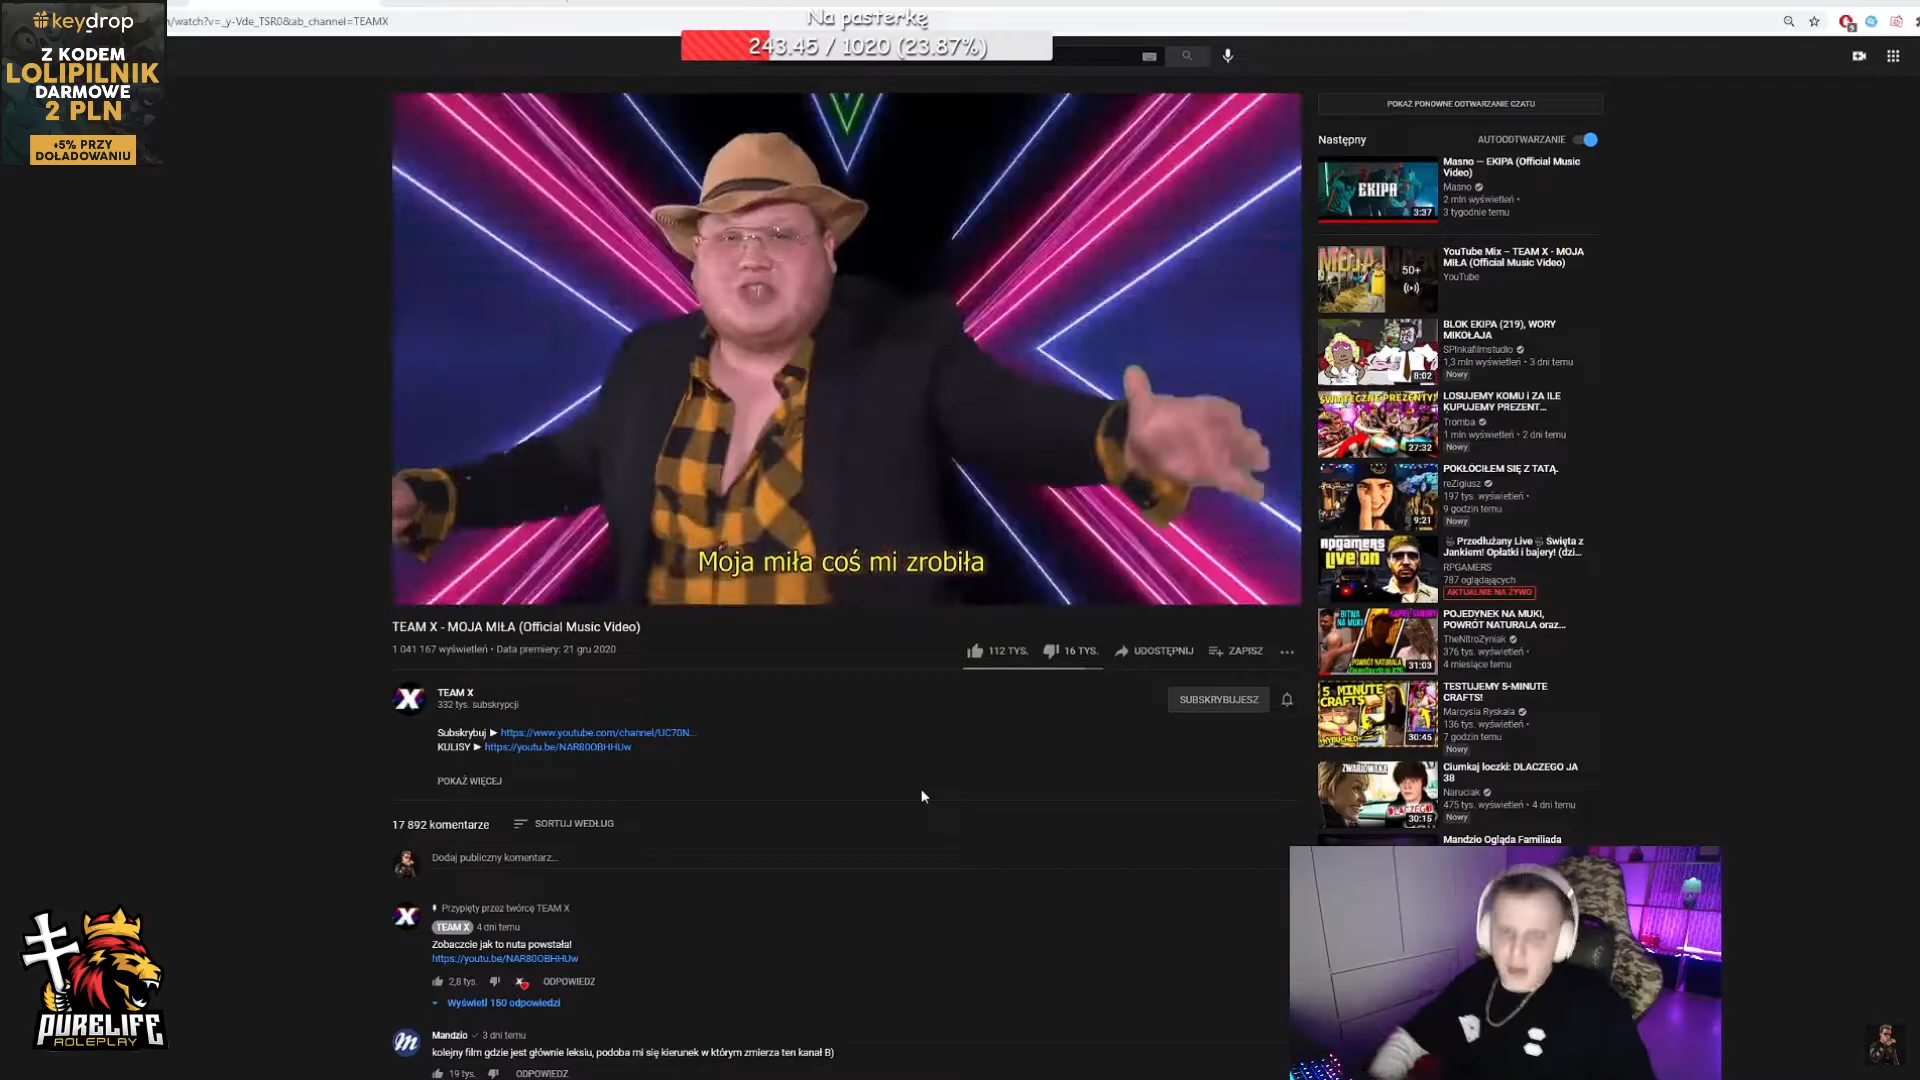 keydrop
Z KODEM
LOLIPILNIK
DARMOWE
2 PLN
+5% PRZY
DOŁADOWANIU
/watch?v=_y-Vde_TSR0&ab_channel=TEAMX
Na pasterkę
243.45 / 1020 (23.87%)
Moja miła coś mi zrobiła
TEAM X - MOJA MIŁA (Official Music Video)
1 041 167 wyświetleń • Data premiery: 21 gru 2020
112 TYS.
16 TYS.
UDOSTĘPNIJ
ZAPISZ
TEAM X
332 tys. subskrypcji
SUBSKRYBUJESZ
Subskrybuj ► https://www.youtube.com/channel/UC70N...
KULISY ► https://youtu.be/NAR80OBHHUw
POKAŻ WIĘCEJ
17 892 komentarze
SORTUJ WEDŁUG
Dodaj publiczny komentarz...
Przypięty przez twórcę TEAM X
TEAM X 4 dni temu
Zobaczcie jak to nuta powstała!
https://youtu.be/NAR80OBHHUw
2,8 tys.
ODPOWIEDZ
Wyświetl 150 odpowiedzi
Mandzio 3 dni temu
kolejny film gdzie jest głównie leksiu, podoba mi się kierunek w którym zmierza ten kanał B)
19 tys.
ODPOWIEDZ
POKAŻ PONOWNE ODTWARZANIE CZATU
Następny
AUTOODTWARZANIE
EKIPA
3:37
Masno — EKIPA (Official Music
Video)
Masno
2 mln wyświetleń •
3 tygodnie temu
MOJA
50+
YouTube Mix – TEAM X - MOJA
MIŁA (Official Music Video)
YouTube
8:02
BLOK EKIPA (219), WORY
MIKOŁAJA
SPInkafilmstudio
1,3 mln wyświetleń • 3 dni temu
Nowy
ŚWIĄTECZNE PREZENTY!
27:32
LOSUJEMY KOMU i ZA ILE
KUPUJEMY PREZENT...
Tromba
1 mln wyświetleń • 2 dni temu
Nowy
9:21
POKŁÓCIŁEM SIĘ Z TATĄ.
reZigiusz
197 tys. wyświetleń •
9 godzin temu
Nowy
RPGAMERS
LIVE ON
Przedłużany Live Święta z
Jankiem! Opłatki i bajery! (dzi...
RPGAMERS
787 oglądających
AKTUALNIE NA ŻYWO
BITWA
NA MUKI
POWRÓT NATURALA
31:03
POJEDYNEK NA MUKI,
POWRÓT NATURALA oraz...
TheNitroZyniak
376 tys. wyświetleń •
4 miesiące temu
5 MINUTE
CRAFTS
30:45
TESTUJEMY 5-MINUTE
CRAFTS!
Marcysia Ryskala
136 tys. wyświetleń •
7 godzin temu
Nowy
30:15
Ciumkaj loczki: DLACZEGO JA
38
Naruciak
475 tys. wyświetleń • 4 dni temu
Nowy
Mandzio Ogląda Familiada
PURELIFE
ROLEPLAY